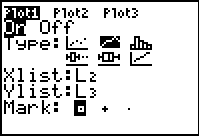 Plot1 Plot2 Plot3
On Off
Type:
Xlist:L₂
Ylist:L₃
Mark: ▫ + ·